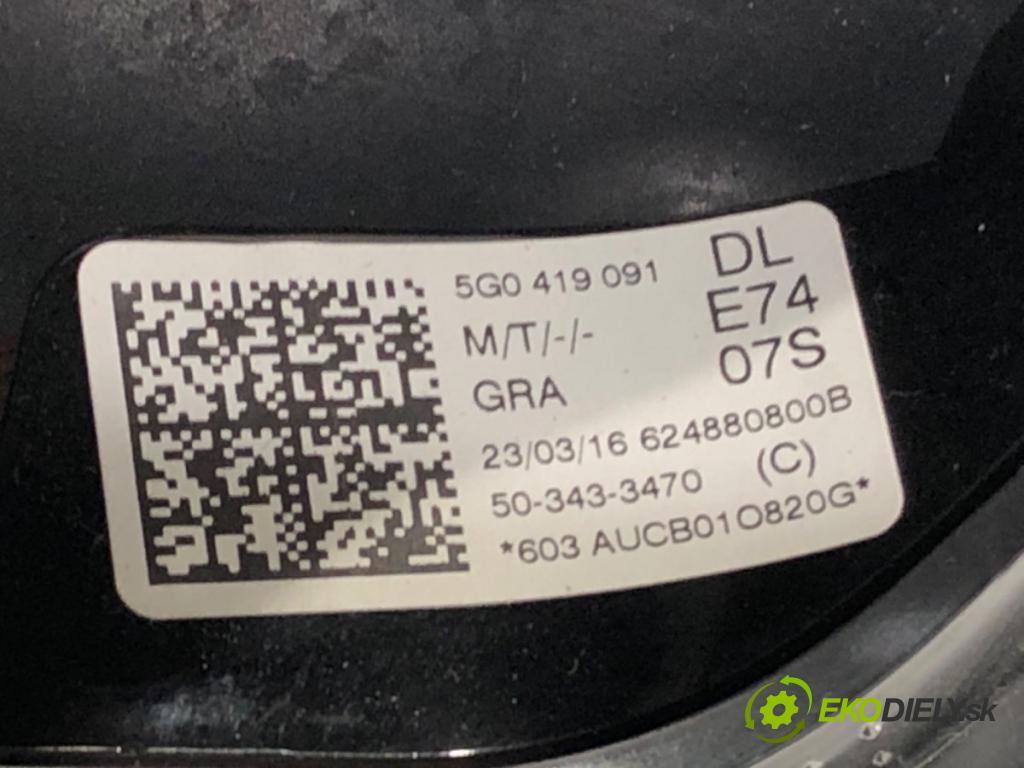 5G0 419 091
M/T/-/-
GRA
DL
E74
07S
23/03/16 624880800B
50-343-3470 (C)
*603 AUCB01O820G*
EKODIELY.sk